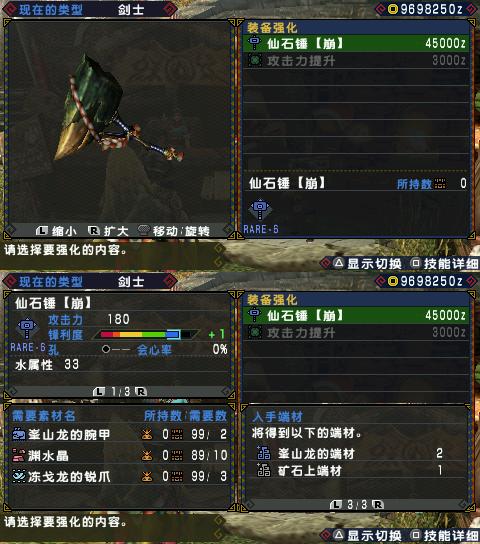 现在的类型 剑士
9698250z
装备强化
仙石锤【崩】 45000z
攻击力提升 3000z
仙石锤【崩】 所持数 0
RARE-6
L 缩小 R 扩大 移动/旋转
请选择要强化的内容。
△显示切换 □技能详细
现在的类型 剑士
9698250z
仙石锤【崩】
攻击力 180
锋利度 +1
RARE-6 孔 ●-- 会心率 0%
水属性 33
L 1/3 R
装备强化
仙石锤【崩】 45000z
攻击力提升 3000z
需要素材名 所持数/需要数
峯山龙的腕甲 0 99/ 2
渊水晶 0 89/10
冻戈龙的锐爪 0 99/ 3
入手端材
将得到以下的端材。
峯山龙的端材 2
矿石上端材 1
L 3/3 R
请选择要强化的内容。
△显示切换 □技能详细